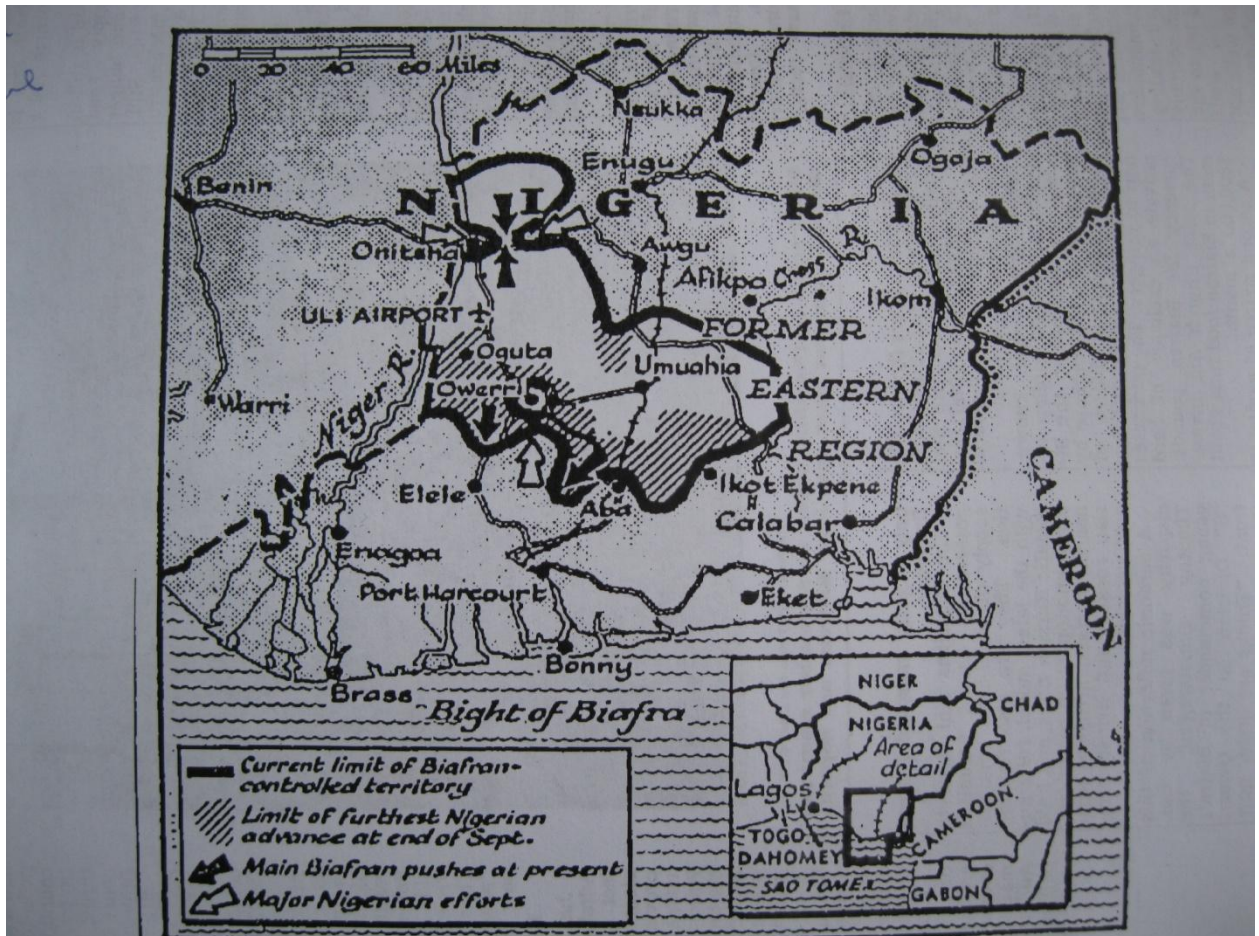 0 20 40 60 Miles
Nsukka
Ogoja
Enugu
Benin
NIGERIA
Onitsha
Awgu
Afikpo
Cross R.
Ikom
ULI AIRPORT
FORMER
Oguta
Umuahia
Owerri
EASTERN
Warri
Niger R.
REGION
Elele
Ikot Ekpene
Aba
Calabar
CAMEROON
Enagoa
Port Harcourt
Eket
Bonny
Brass
Bight of Biafra
Current limit of Biafran-
controlled territory
Limit of furthest Nigerian
advance at end of Sept.
Main Biafran pushes at present
Major Nigerian efforts
NIGER
CHAD
NIGERIA
Area of
detail
Lagos
CAMEROON
TOGO
DAHOMEY
SAO TOME
GABON